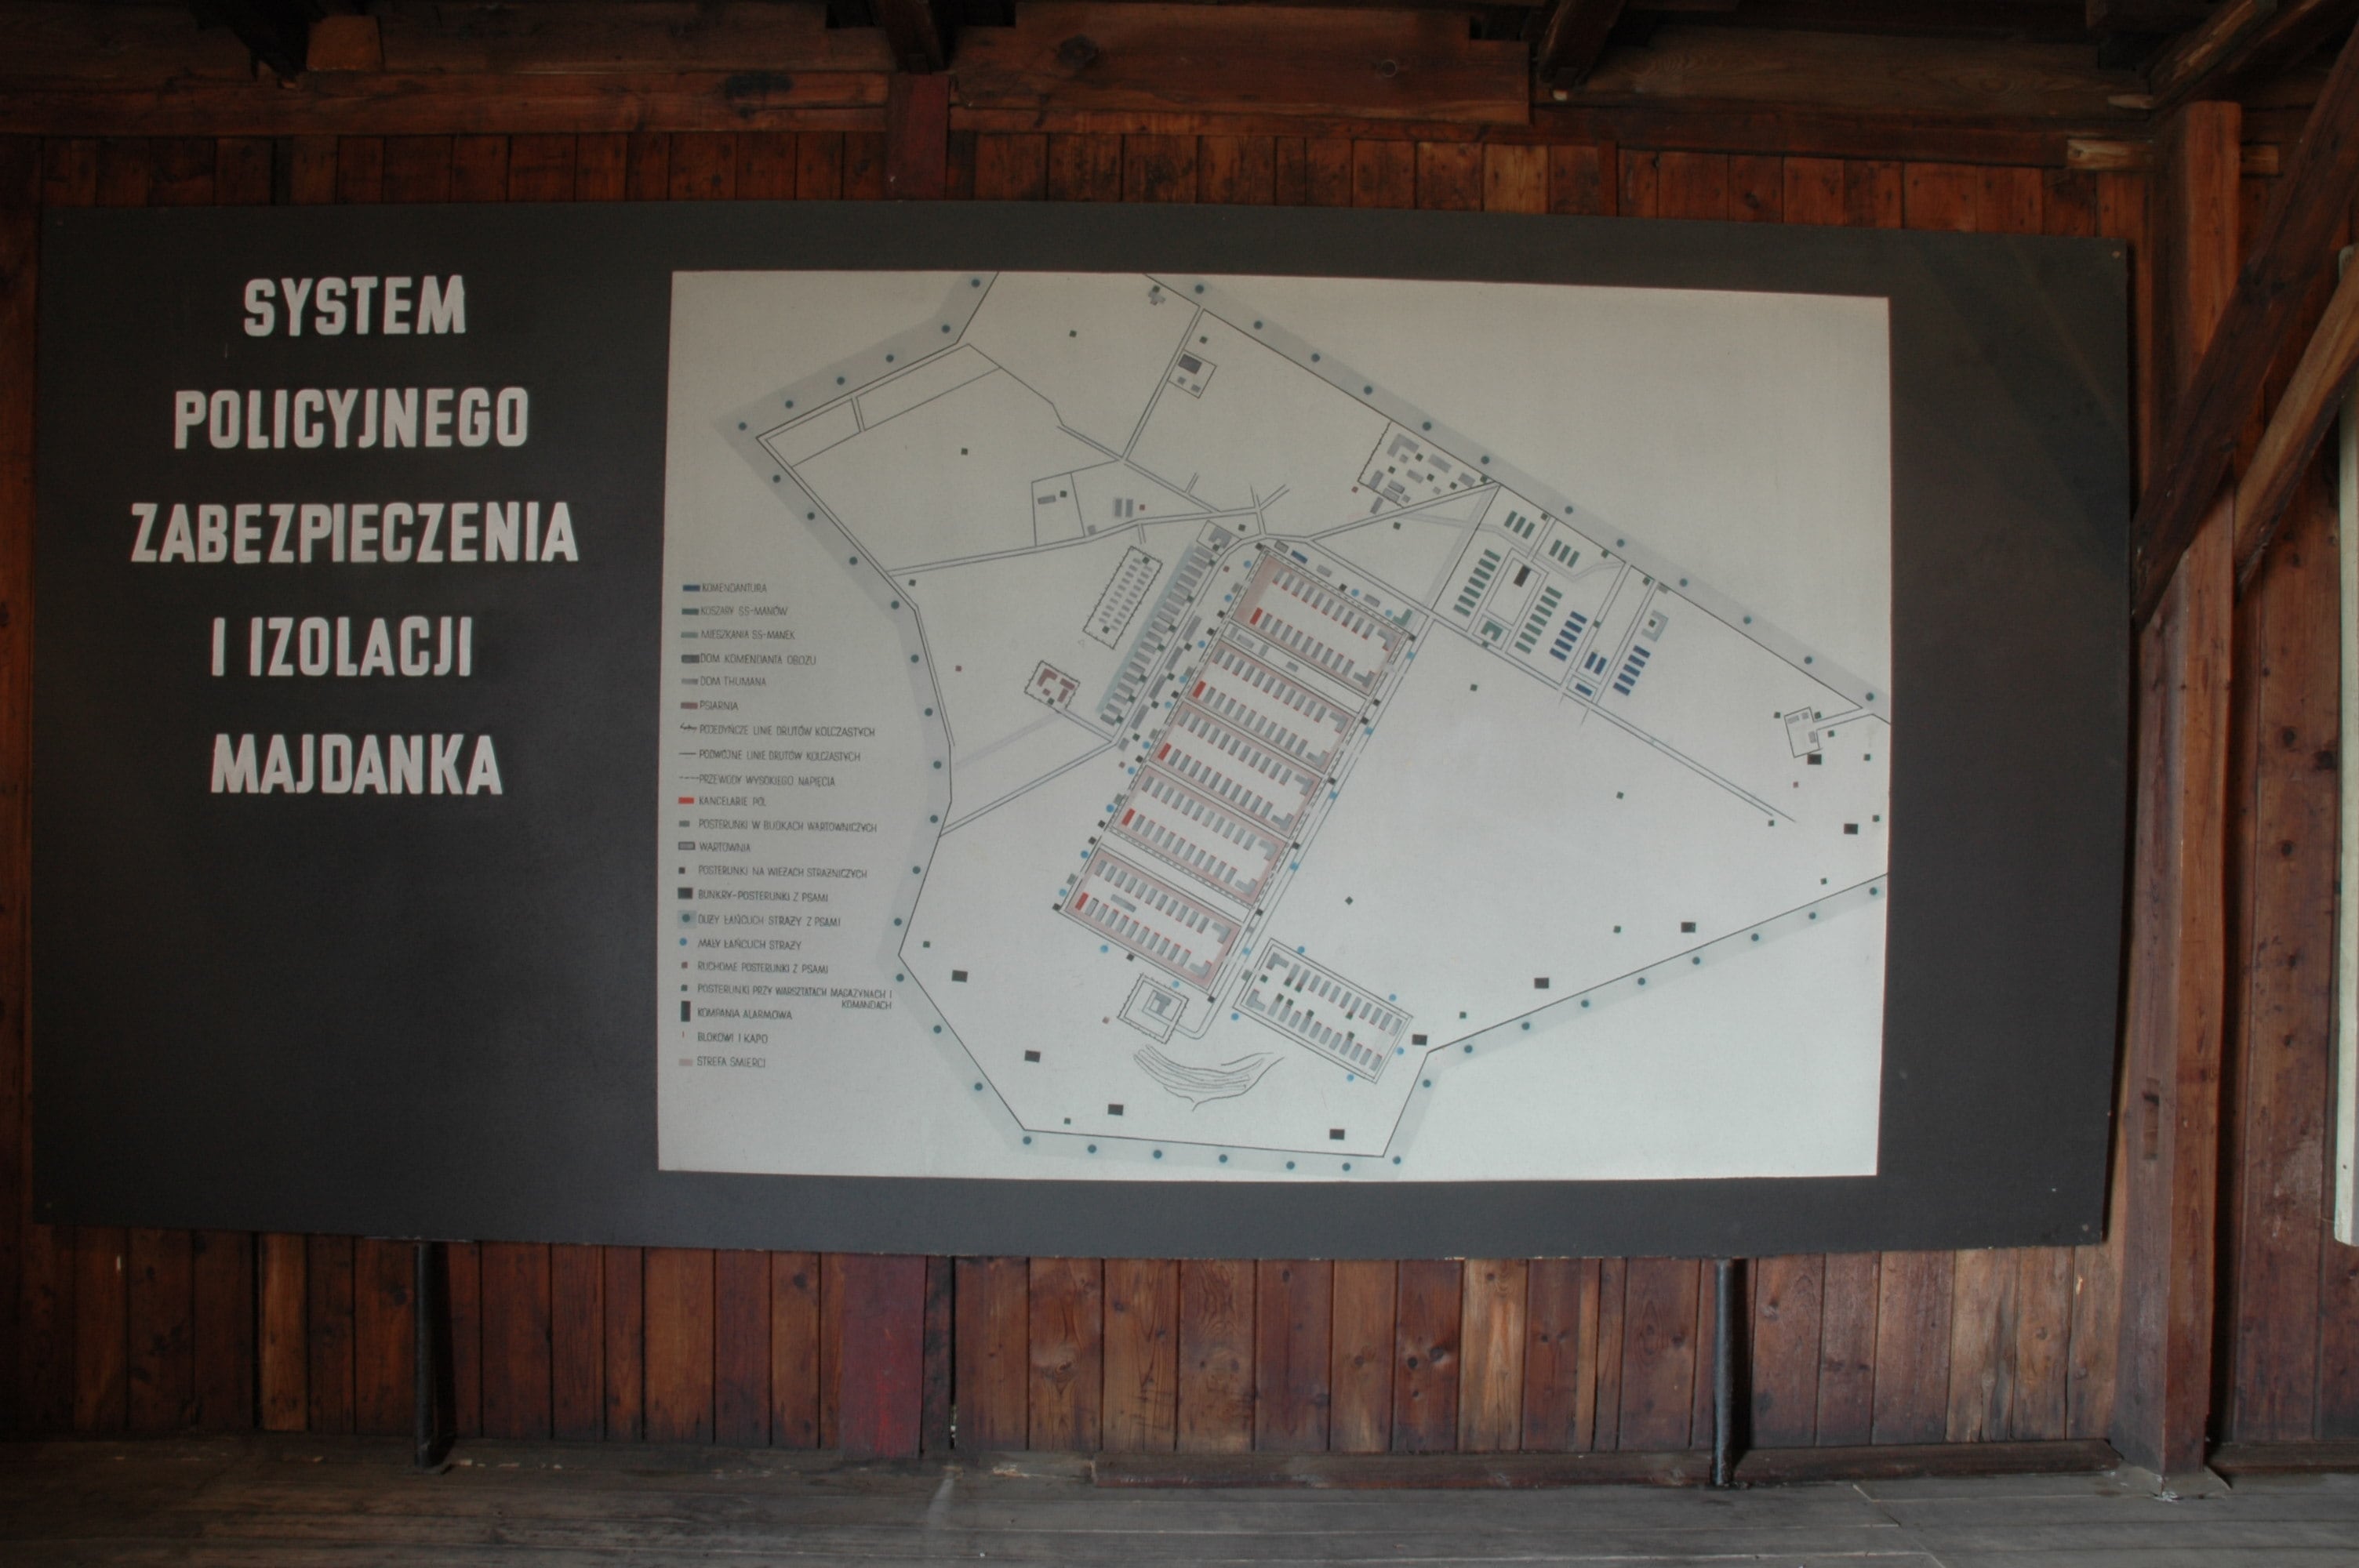 SYSTEM
POLICYJNEGO
ZABEZPIECZENIA
I IZOLACJI
MAJDANKA
KOMENDANTURA
KOSZARY SS-MANÓW
MIESZKANIA SS-MANEK
DOM KOMENDANTA OBOZU
DOM THUMANA
PSIARNIA
POJEDYŃCZE LINIE DRUTÓW KOLCZASTYCH
PODWÓJNE LINIE DRUTÓW KOLCZASTYCH
PRZEWODY WYSOKIEGO NAPIĘCIA
KANCELARIE PÓL
POSTERUNKI W BUDKACH WARTOWNICZYCH
WARTOWNIA
POSTERUNKI NA WIEŻACH STRAŻNICZYCH
BUNKRY-POSTERUNKI Z PSAMI
DUŻY ŁAŃCUCH STRAŻY Z PSAMI
MAŁY ŁAŃCUCH STRAŻY
RUCHOME POSTERUNKI Z PSAMI
POSTERUNKI PRZY WARSZTATACH MAGAZYNACH I
KOMANDACH
KOMPANIA ALARMOWA
BLOKOWI I KAPO
STREFA ŚMIERCI